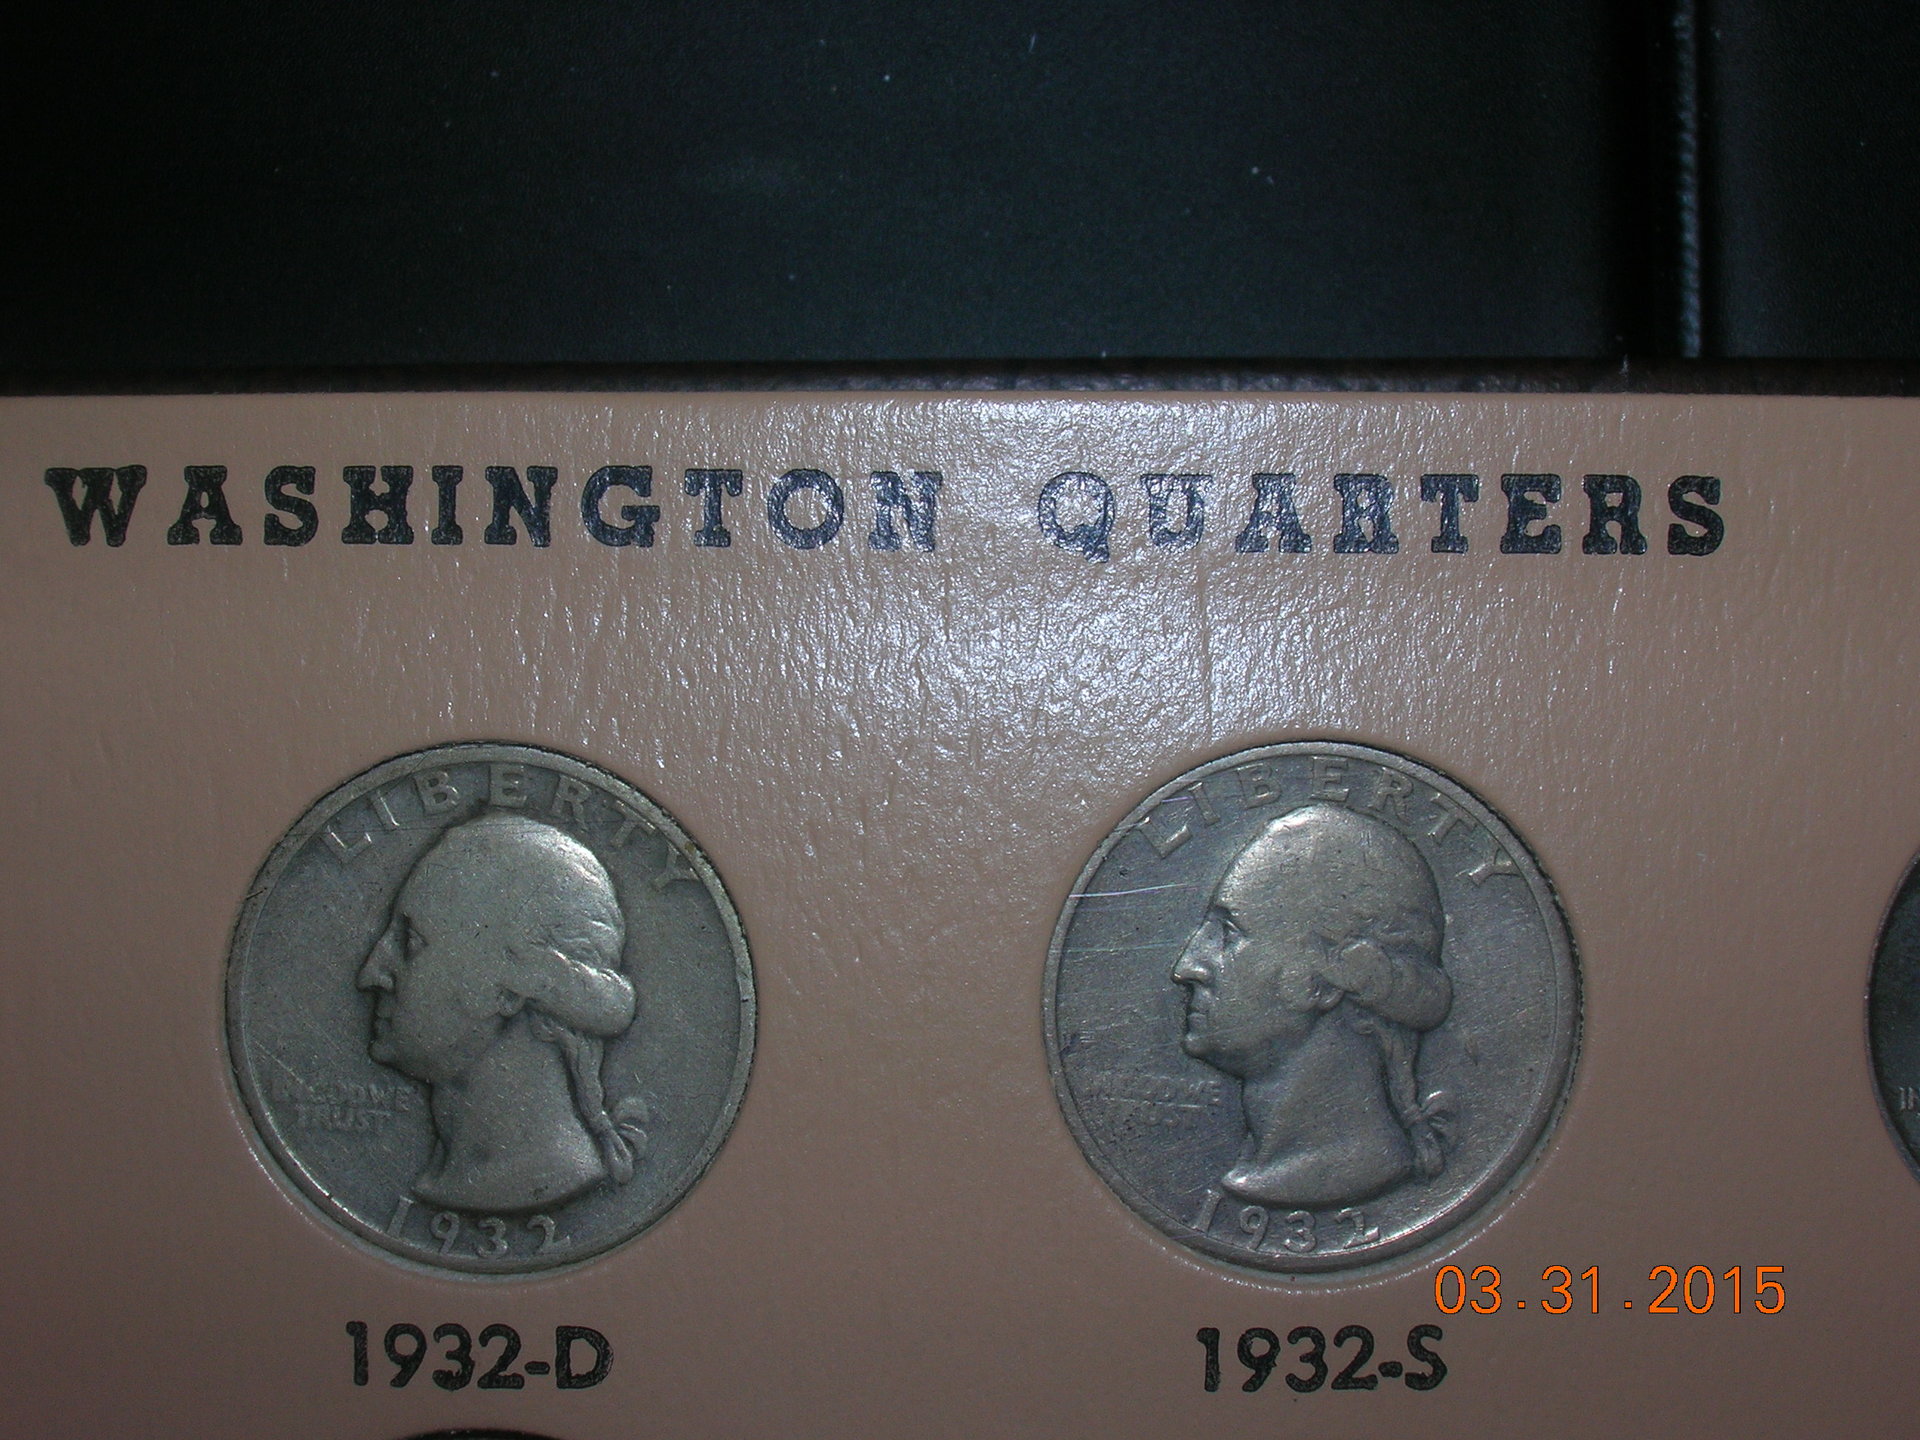 WASHINGTON QUARTERS
LIBERTY
IN GOD WE
TRUST
1932
LIBERTY
IN GOD WE
TRUST
1932
IN
03.31.2015
1932-D
1932-S